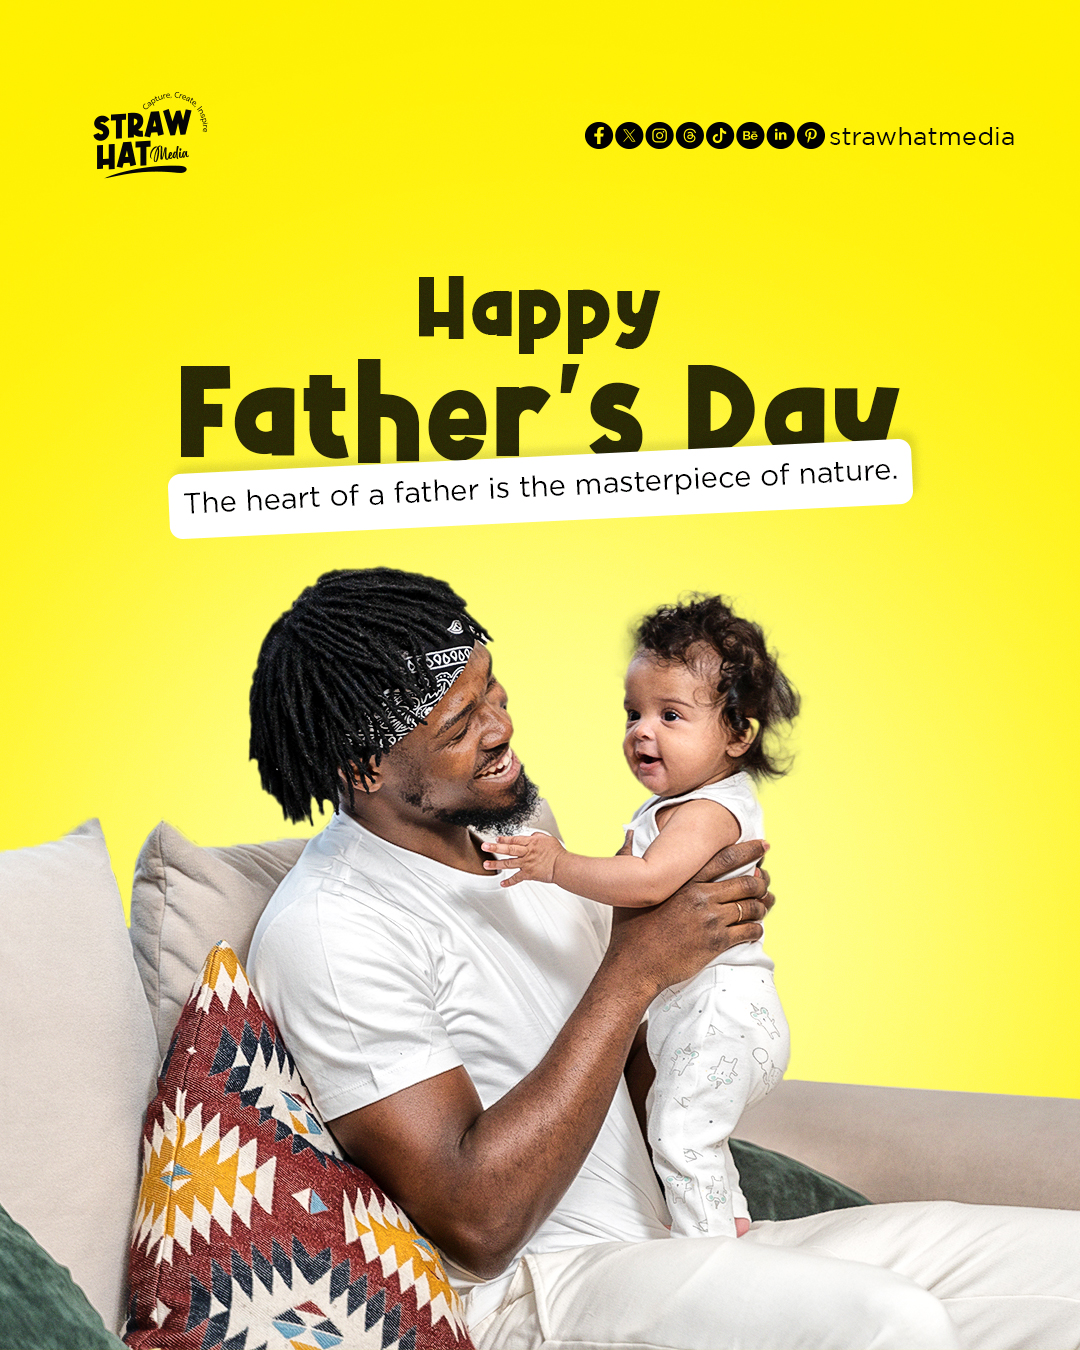 Capture. Create. Inspire
STRAW
HAT Media
strawhatmedia
Happy
Father's Day
The heart of a father is the masterpiece of nature.